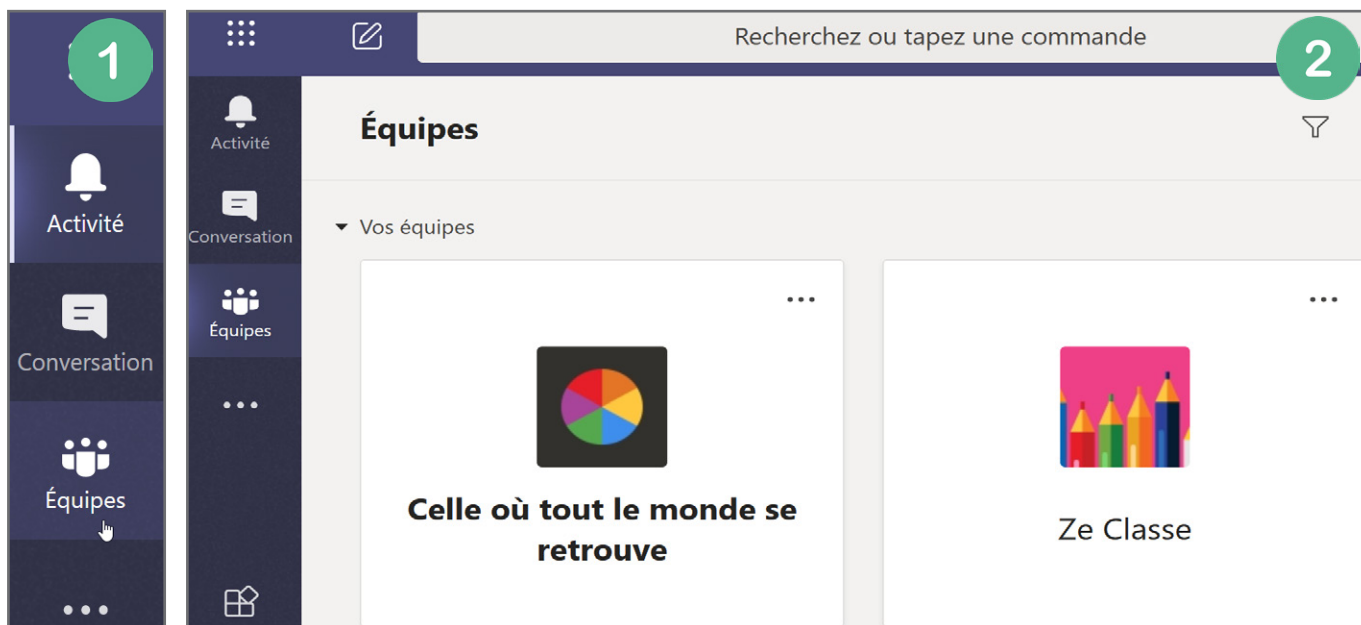 1
Activité
Conversation
Équipes
Recherchez ou tapez une commande
2
Activité
Équipes
Conversation
Vos équipes
Équipes
Celle où tout le monde se
retrouve
Ze Classe